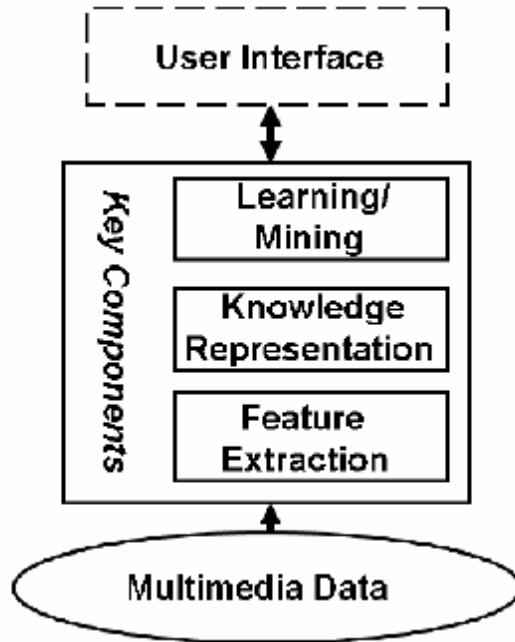 User Interface
Key Components
Learning/
Mining
Knowledge
Representation
Feature
Extraction
Multimedia Data